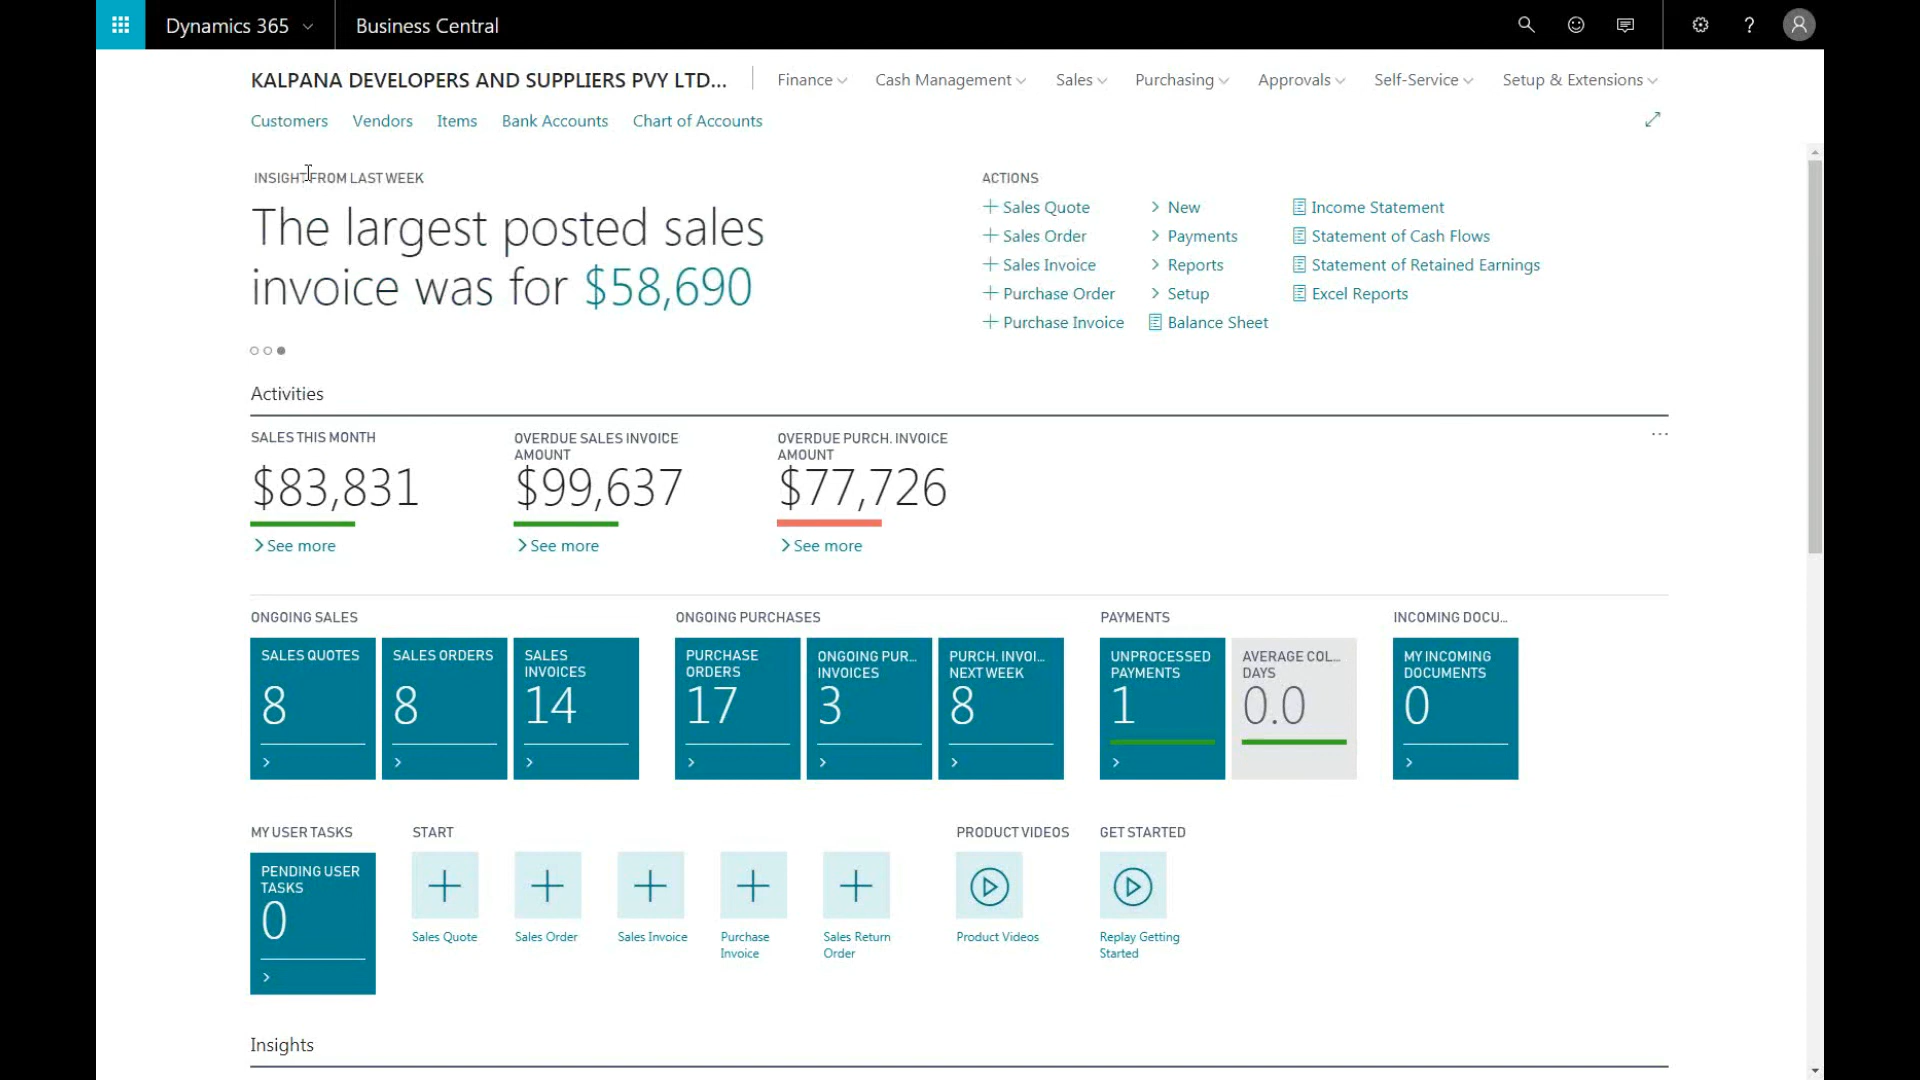 Dynamics 365
Business Central
?
KALPANA DEVELOPERS AND SUPPLIERS PVY LTD...
Finance
Cash Management
Sales
Purchasing
Approvals
Self-Service
Setup & Extensions
Customers
Vendors
Items
Bank Accounts
Chart of Accounts
INSIGHT FROM LAST WEEK
The largest posted sales
invoice was for $58,690
ACTIONS
Sales Quote
Sales Order
Sales Invoice
Purchase Order
Purchase Invoice
New
Payments
Reports
Setup
Balance Sheet
Income Statement
Statement of Cash Flows
Statement of Retained Earnings
Excel Reports
Activities
SALES THIS MONTH
$83,831
See more
OVERDUE SALES INVOICE
AMOUNT
$99,637
See more
OVERDUE PURCH. INVOICE
AMOUNT
$77,726
See more
ONGOING SALES
SALES QUOTES
8
SALES ORDERS
8
SALES
INVOICES
14
ONGOING PURCHASES
PURCHASE
ORDERS
17
ONGOING PUR...
INVOICES
3
PURCH. INVOI...
NEXT WEEK
8
PAYMENTS
UNPROCESSED
PAYMENTS
1
AVERAGE COL...
DAYS
0.0
INCOMING DOCU...
MY INCOMING
DOCUMENTS
0
MY USER TASKS
PENDING USER
TASKS
0
START
Sales Quote
Sales Order
Sales Invoice
Purchase
Invoice
Sales Return
Order
PRODUCT VIDEOS
Product Videos
GET STARTED
Replay Getting
Started
Insights